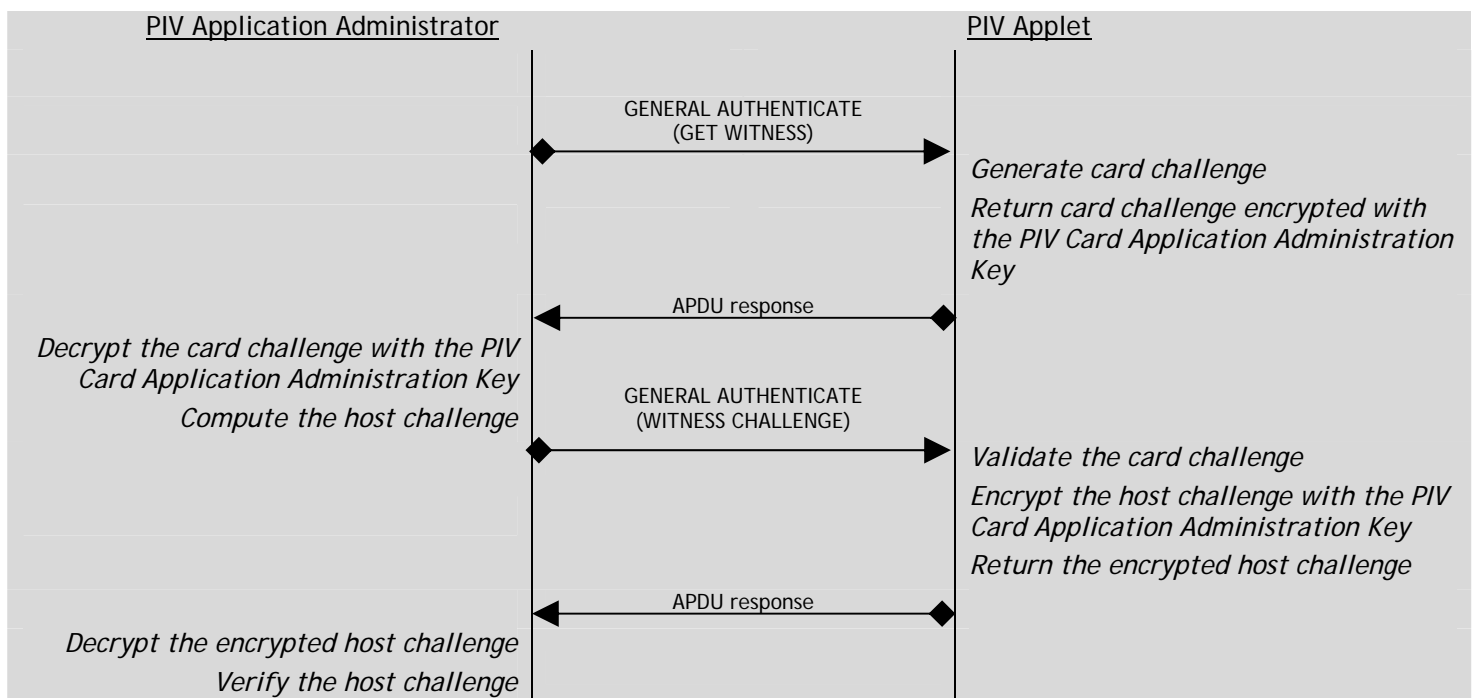 PIV Application Administrator
PIV Applet
GENERAL AUTHENTICATE
(GET WITNESS)
Generate card challenge
Return card challenge encrypted with
the PIV Card Application Administration
Key
APDU response
Decrypt the card challenge with the PIV
Card Application Administration Key
Compute the host challenge
GENERAL AUTHENTICATE
(WITNESS CHALLENGE)
Validate the card challenge
Encrypt the host challenge with the PIV
Card Application Administration Key
Return the encrypted host challenge
APDU response
Decrypt the encrypted host challenge
Verify the host challenge